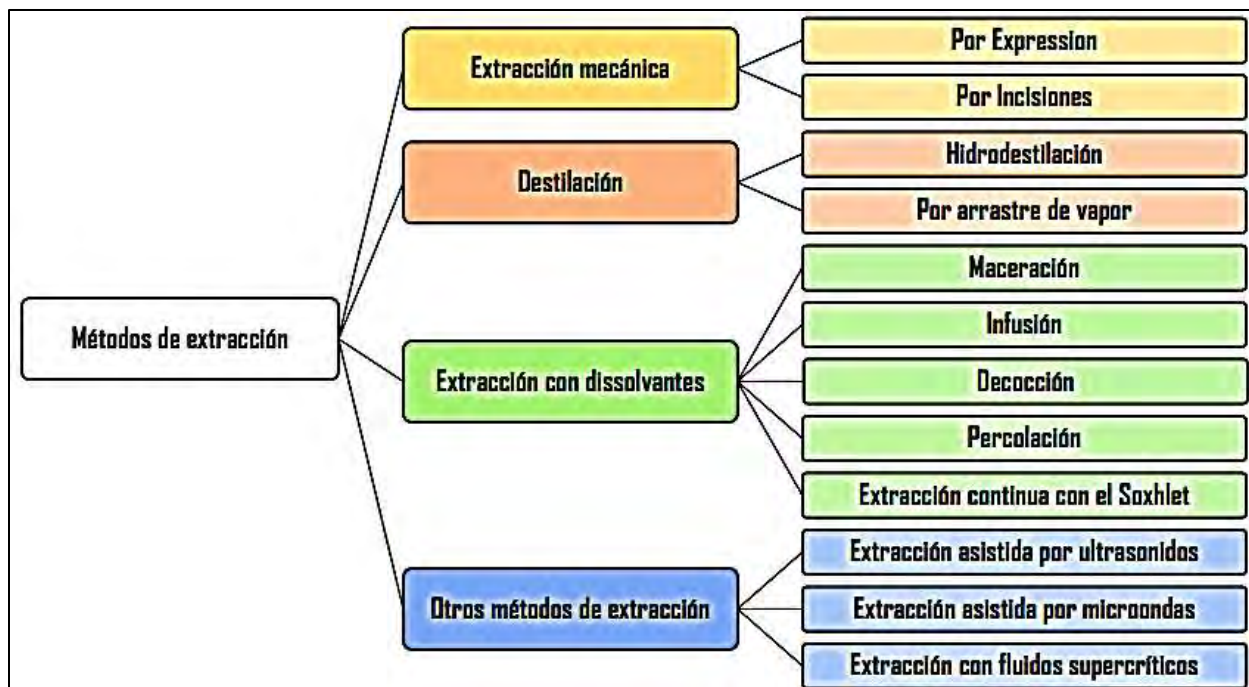 Métodos de extracción
Extracción mecánica
Por Expression
Por Incisiones
Destilación
Hidrodestilación
Por arrastre de vapor
Extracción con dissolvantes
Maceración
Infusión
Decocción
Percolación
Extracción continua con el Soxhlet
Otros métodos de extracción
Extracción asistida por ultrasonidos
Extracción asistida por microondas
Extracción con fluidos supercríticos